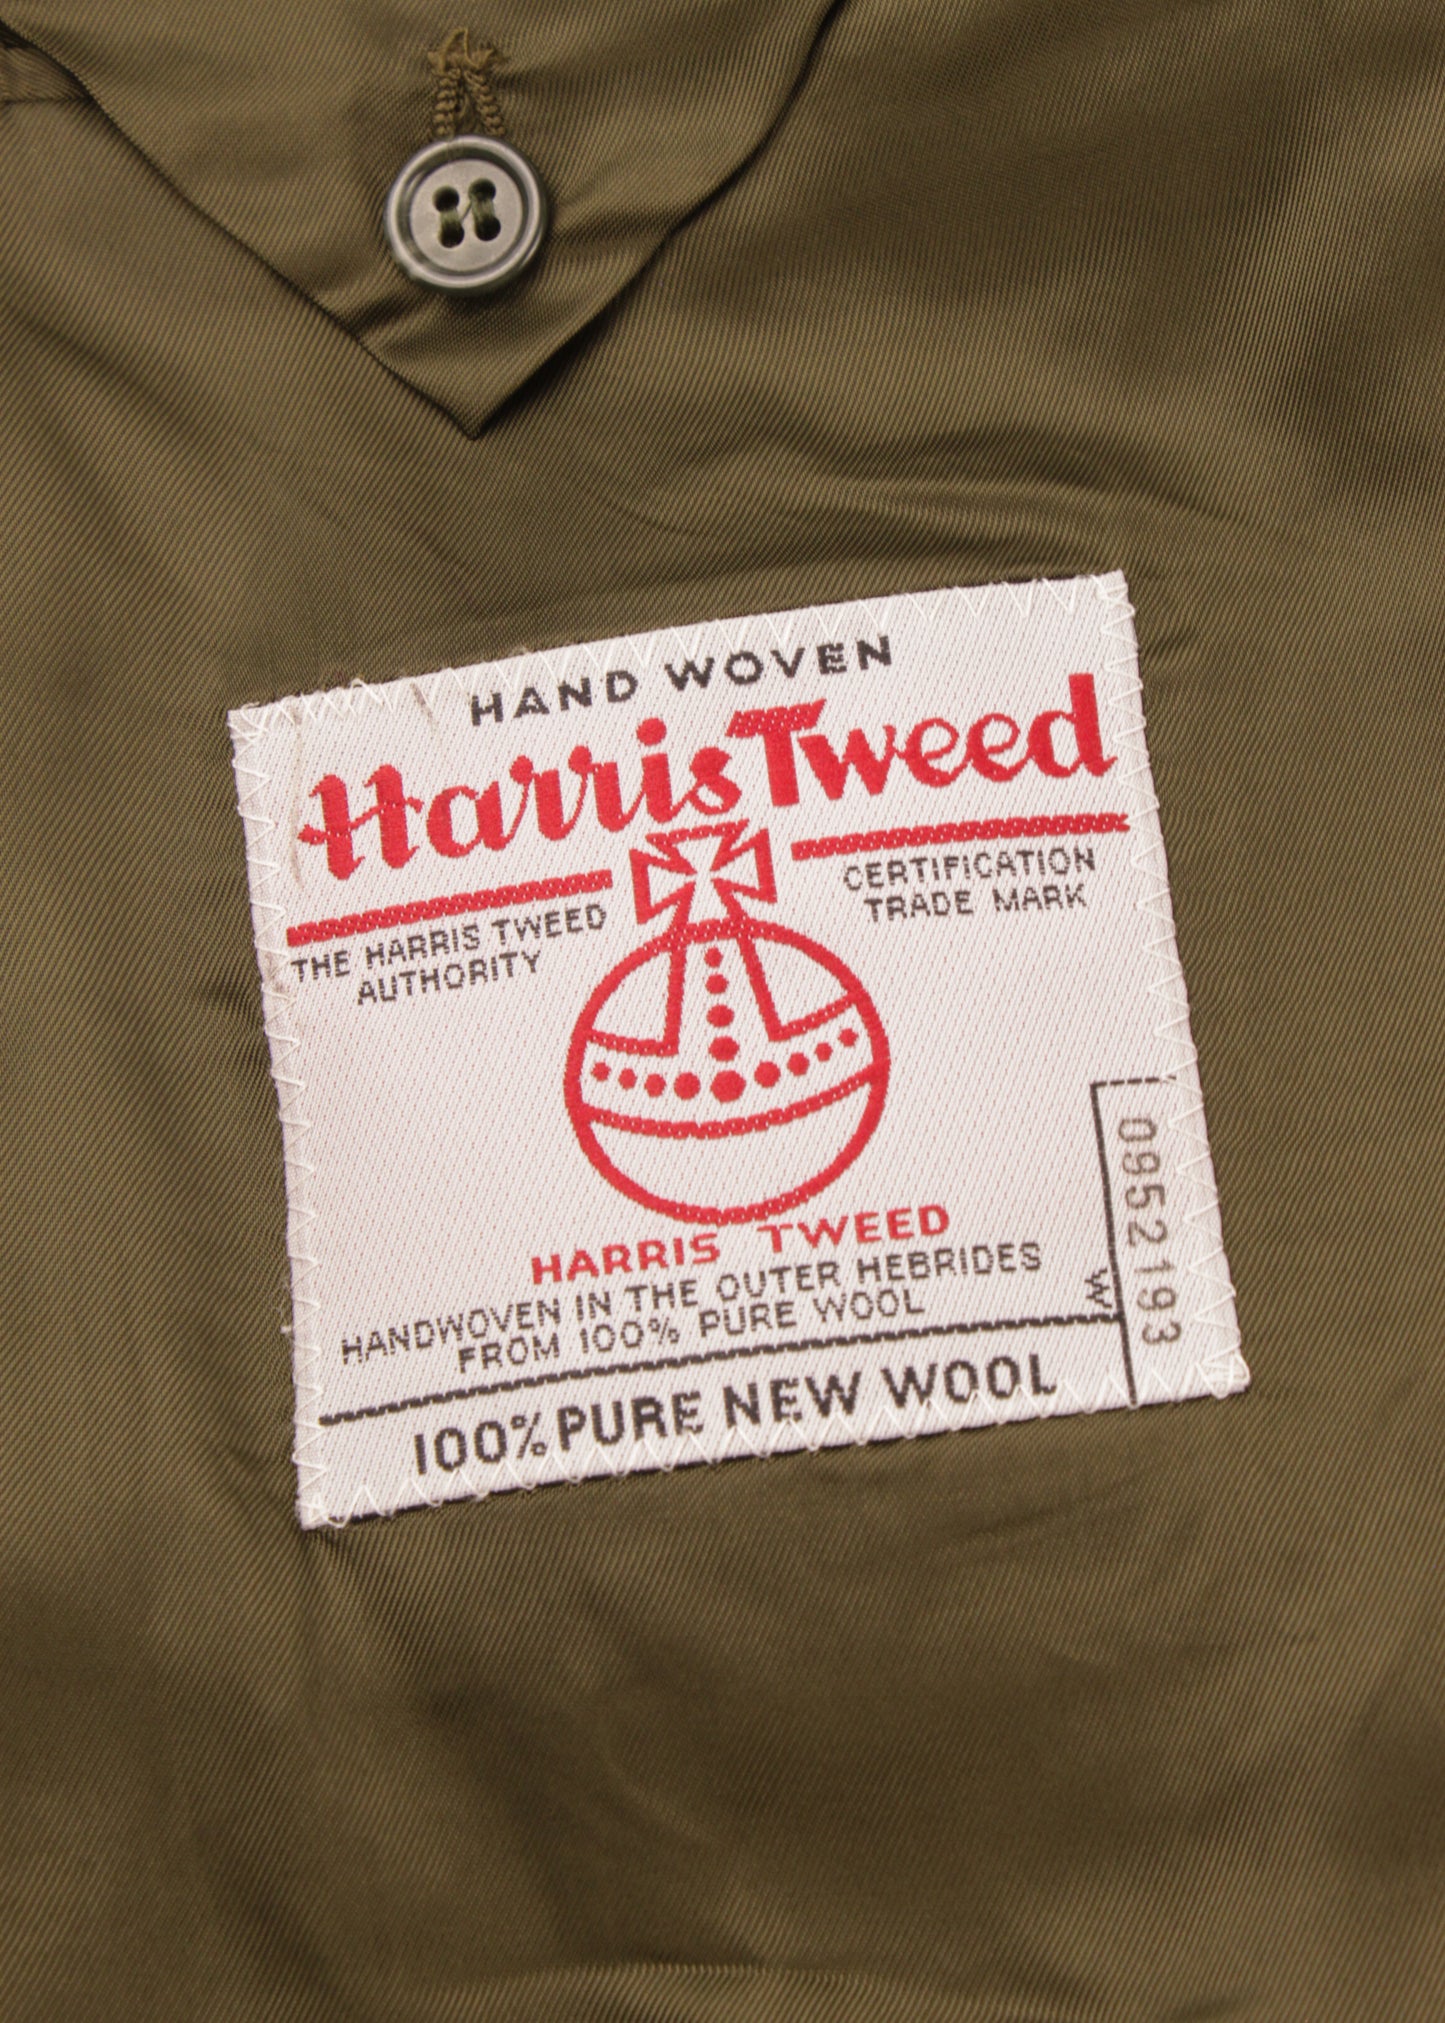 HAND WOVEN
Harris Tweed
THE HARRIS TWEED
AUTHORITY
CERTIFICATION
TRADE MARK
HARRIS TWEED
HANDWOVEN IN THE OUTER HEBRIDES
FROM 100% PURE WOOL
W
0952193
100% PURE NEW WOOL